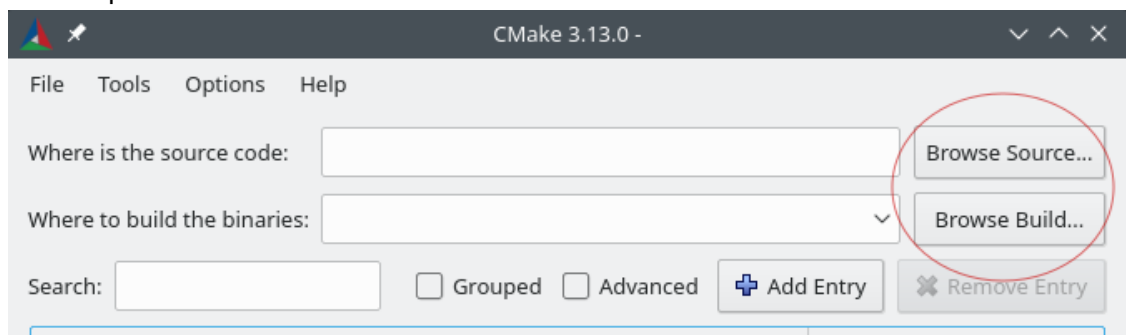 CMake 3.13.0 -
File Tools Options Help
Where is the source code: Browse Source...
Where to build the binaries: Browse Build...
Search: Grouped Advanced Add Entry Remove Entry